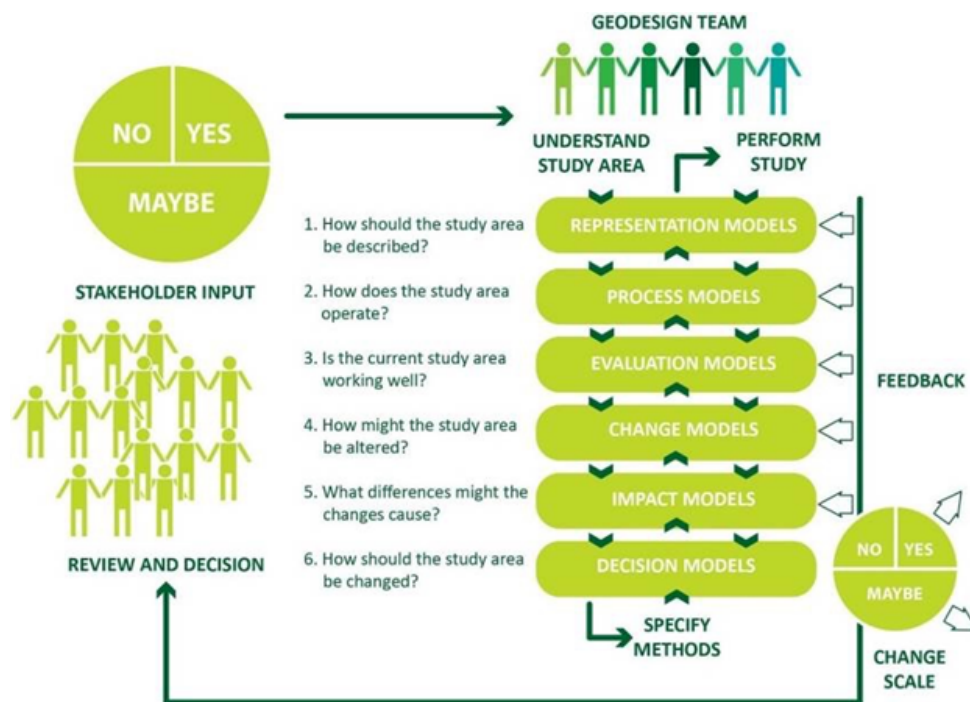 GEODESIGN TEAM
NO
YES
MAYBE
STAKEHOLDER INPUT
UNDERSTAND
STUDY AREA
PERFORM
STUDY
1. How should the study area
be described?
REPRESENTATION MODELS
2. How does the study area
operate?
PROCESS MODELS
3. Is the current study area
working well?
EVALUATION MODELS
FEEDBACK
4. How might the study area
be altered?
CHANGE MODELS
5. What differences might the
changes cause?
IMPACT MODELS
6. How should the study area
be changed?
DECISION MODELS
NO
YES
MAYBE
REVIEW AND DECISION
SPECIFY
METHODS
CHANGE
SCALE